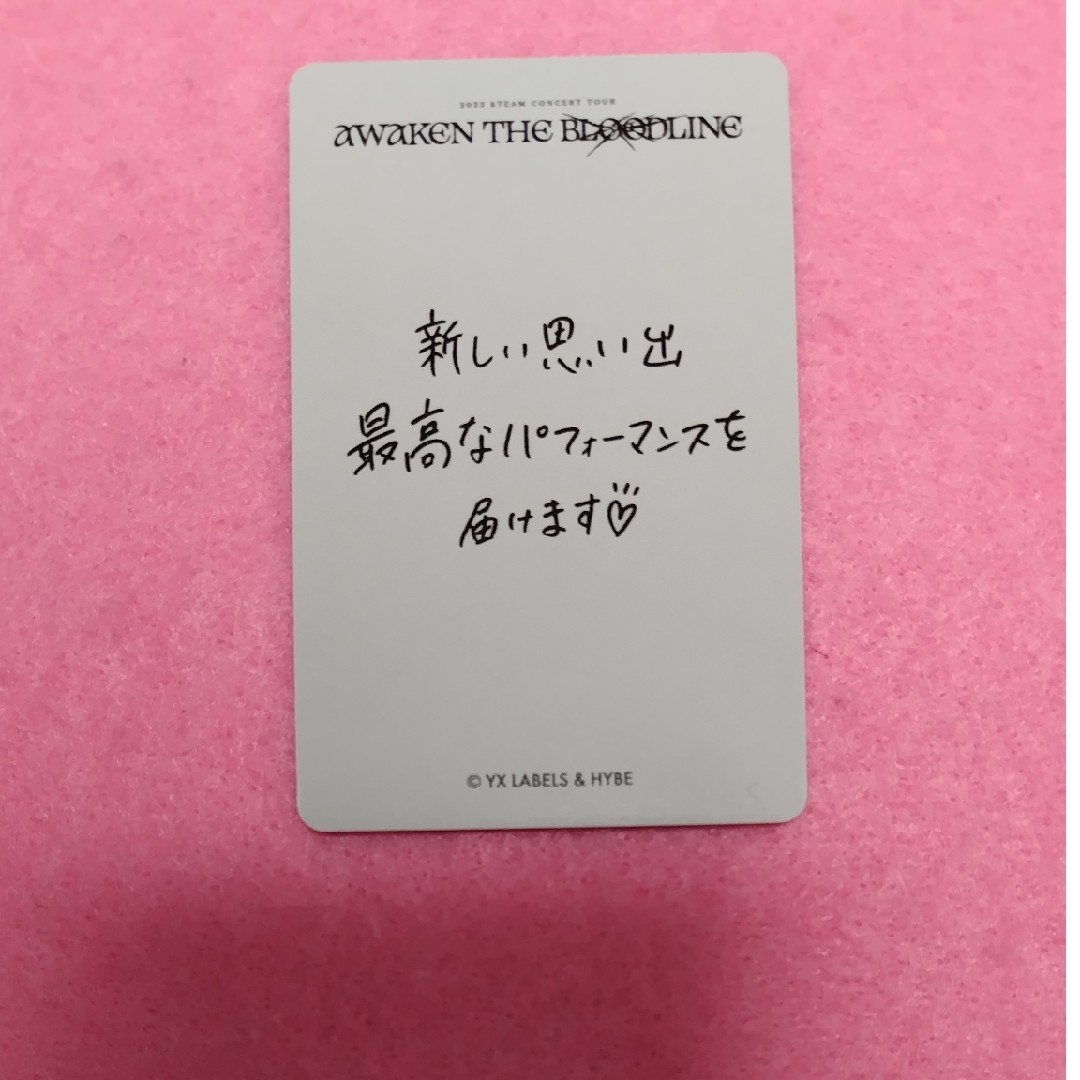 2025 &TEAM CONCERT TOUR
AWAKEN THE BLOODLINE
新しい思い出
最高なパフォーマンスを
届けます♡
© YX LABELS & HYBE